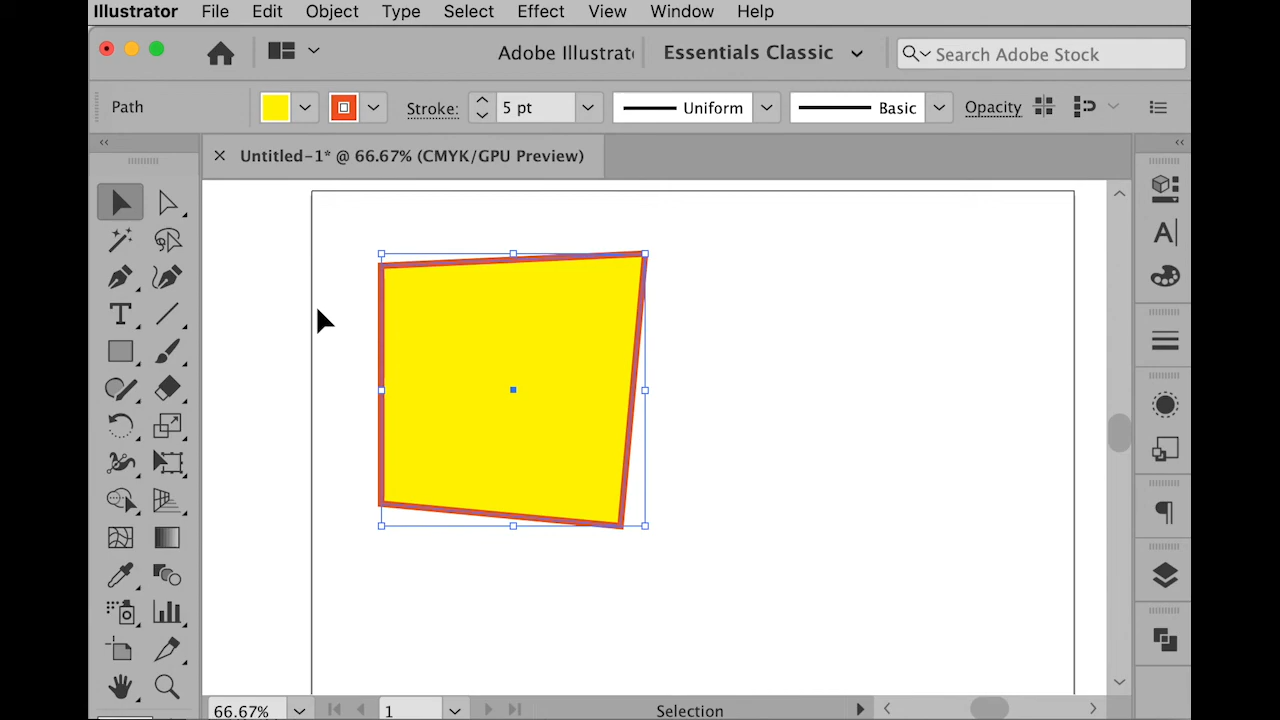 Illustrator File Edit Object Type Select Effect View Window Help
Adobe Illustrat Essentials Classic Search Adobe Stock
Path Stroke: 5 pt Uniform Basic Opacity
Untitled-1* @ 66.67% (CMYK/GPU Preview)
66.67% 1 Selection